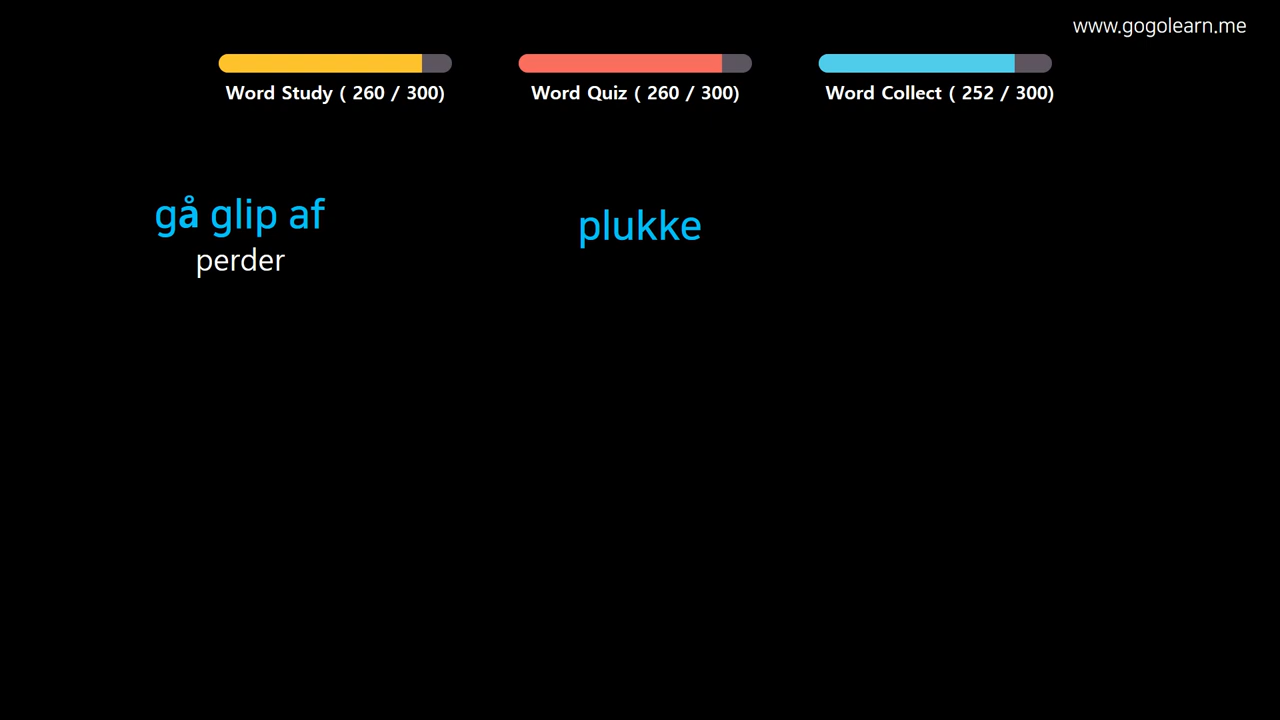 www.gogolearn.me
Word Study ( 260 / 300)
Word Quiz ( 260 / 300)
Word Collect ( 252 / 300)
gå glip af
perder
plukke